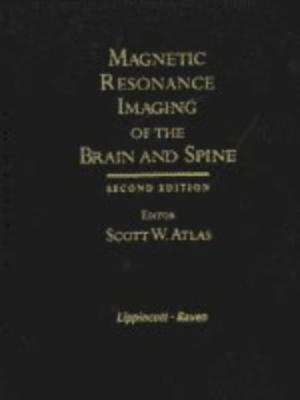 MAGNETIC
RESONANCE
IMAGING
OF THE
BRAIN AND SPINE
SECOND EDITION
EDITOR
SCOTT W. ATLAS
Lippincott - Raven